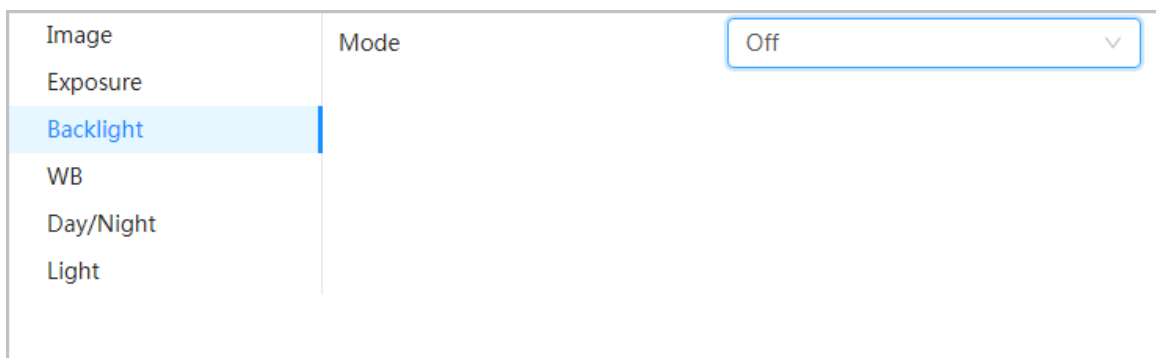 Image
Exposure
Backlight
WB
Day/Night
Light
Mode
Off